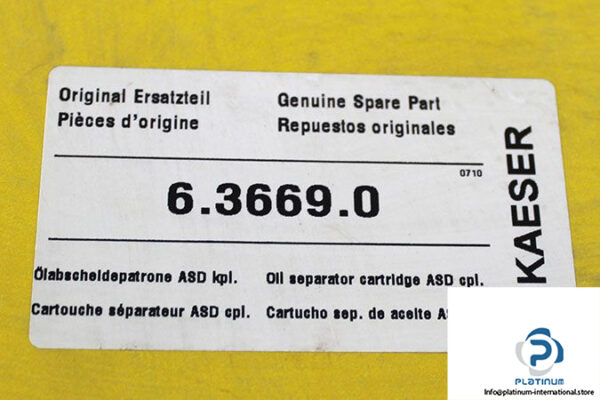 Original Ersatzteil
Genuine Spare Part
Pièces d'origine
Repuestos originales
0710
6.3669.0
KAESER
Ölabscheidepatrone ASD kpl.
Oil separator cartridge ASD cpl.
Cartouche séparateur ASD cpl.
Cartucho sep. de aceite
PLATINUM
Info@platinum-international.store